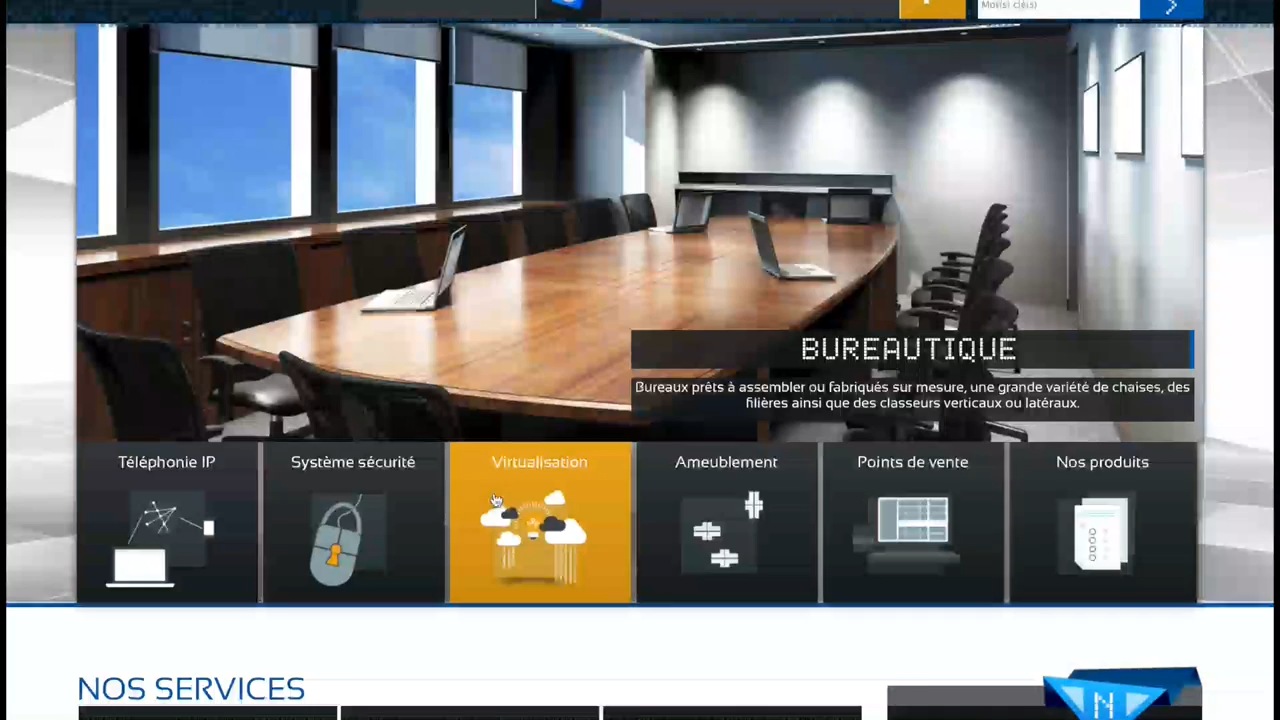 Mot(s) clé(s)
BUREAUTIQUE
Bureaux prêts à assembler ou fabriqués sur mesure, une grande variété de chaises, des
filières ainsi que des classeurs verticaux ou latéraux.
Téléphonie IP
Système sécurité
Virtualisation
Ameublement
Points de vente
Nos produits
NOS SERVICES
N